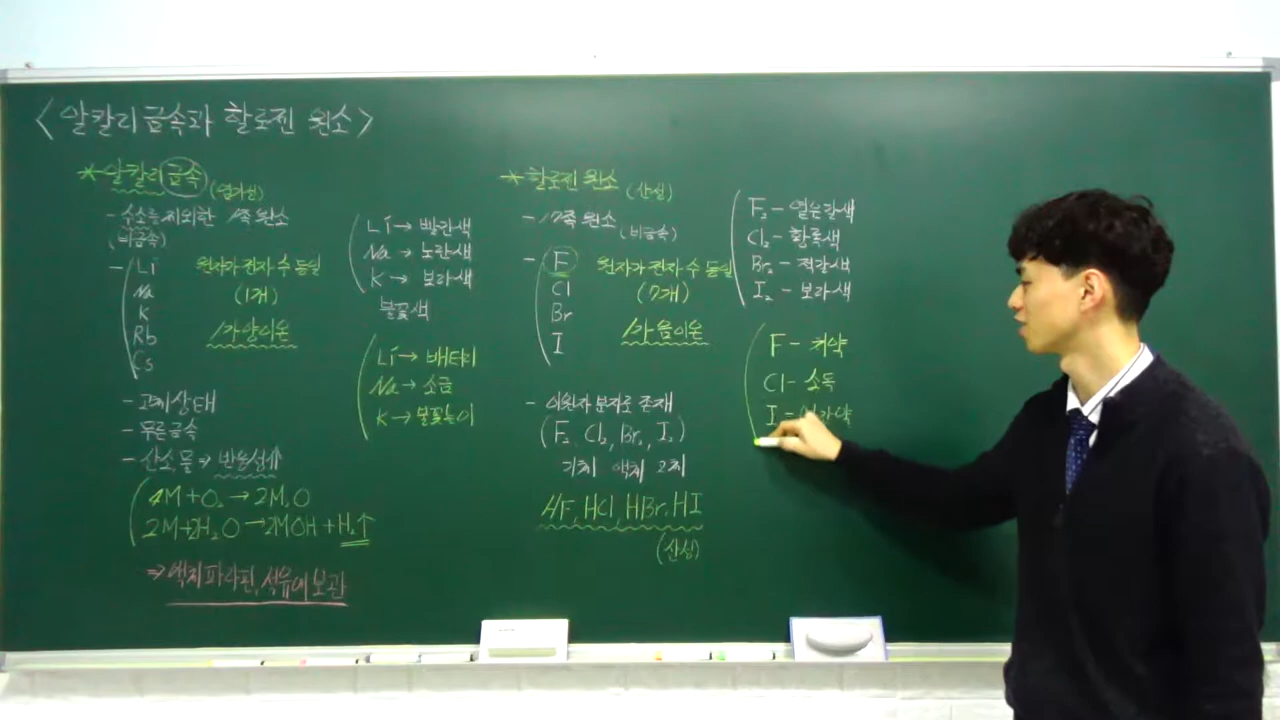 <알칼리 금속과 할로젠 원소>
* 알칼리 금속 (염기성)
- 수소를 제외한 1족 원소
(비금속)
- Li
Na
K
Rb
Cs
원자가 전자 수 동일
(1개)
1가 양이온
Li → 빨간색
Na → 노란색
K → 보라색
불꽃색
Li → 배터리
Na → 소금
K → 불꽃놀이
- 고체상태
- 무른금속
- 산소, 물 ⇒ 반응성↑
4M + O₂ → 2M₂O
2M+2H₂O → 2MOH + H₂↑
⇒ 액체 파라핀, 석유에 보관
* 할로젠 원소 (산성)
- 17족 원소 (비금속)
- F
Cl
Br
I
원자가 전자 수 동일
(7개)
1가 음이온
- 이원자 분자로 존재
(F₂, Cl₂, Br₂, I₂)
기체 액체 고체
HF, HCl, HBr, HI
(산성)
F₂ - 옅은갈색
Cl₂ - 황록색
Br₂ - 적갈색
I₂ - 보라색
F - 치약
Cl - 소독
I -